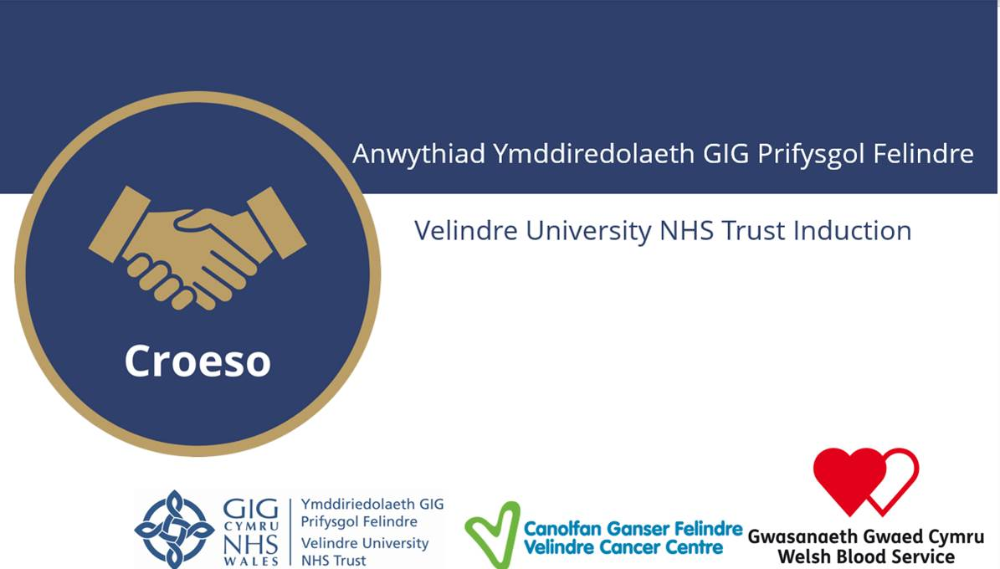 Anwythiad Ymddiredolaeth GIG Prifysgol Felindre
Velindre University NHS Trust Induction
Croeso
GIG
CYMRU
NHS
WALES
Ymddiriedolaeth GIG
Prifysgol Felindre
Velindre University
NHS Trust
Canolfan Ganser Felindre
Velindre Cancer Centre
Gwasanaeth Gwaed Cymru
Welsh Blood Service